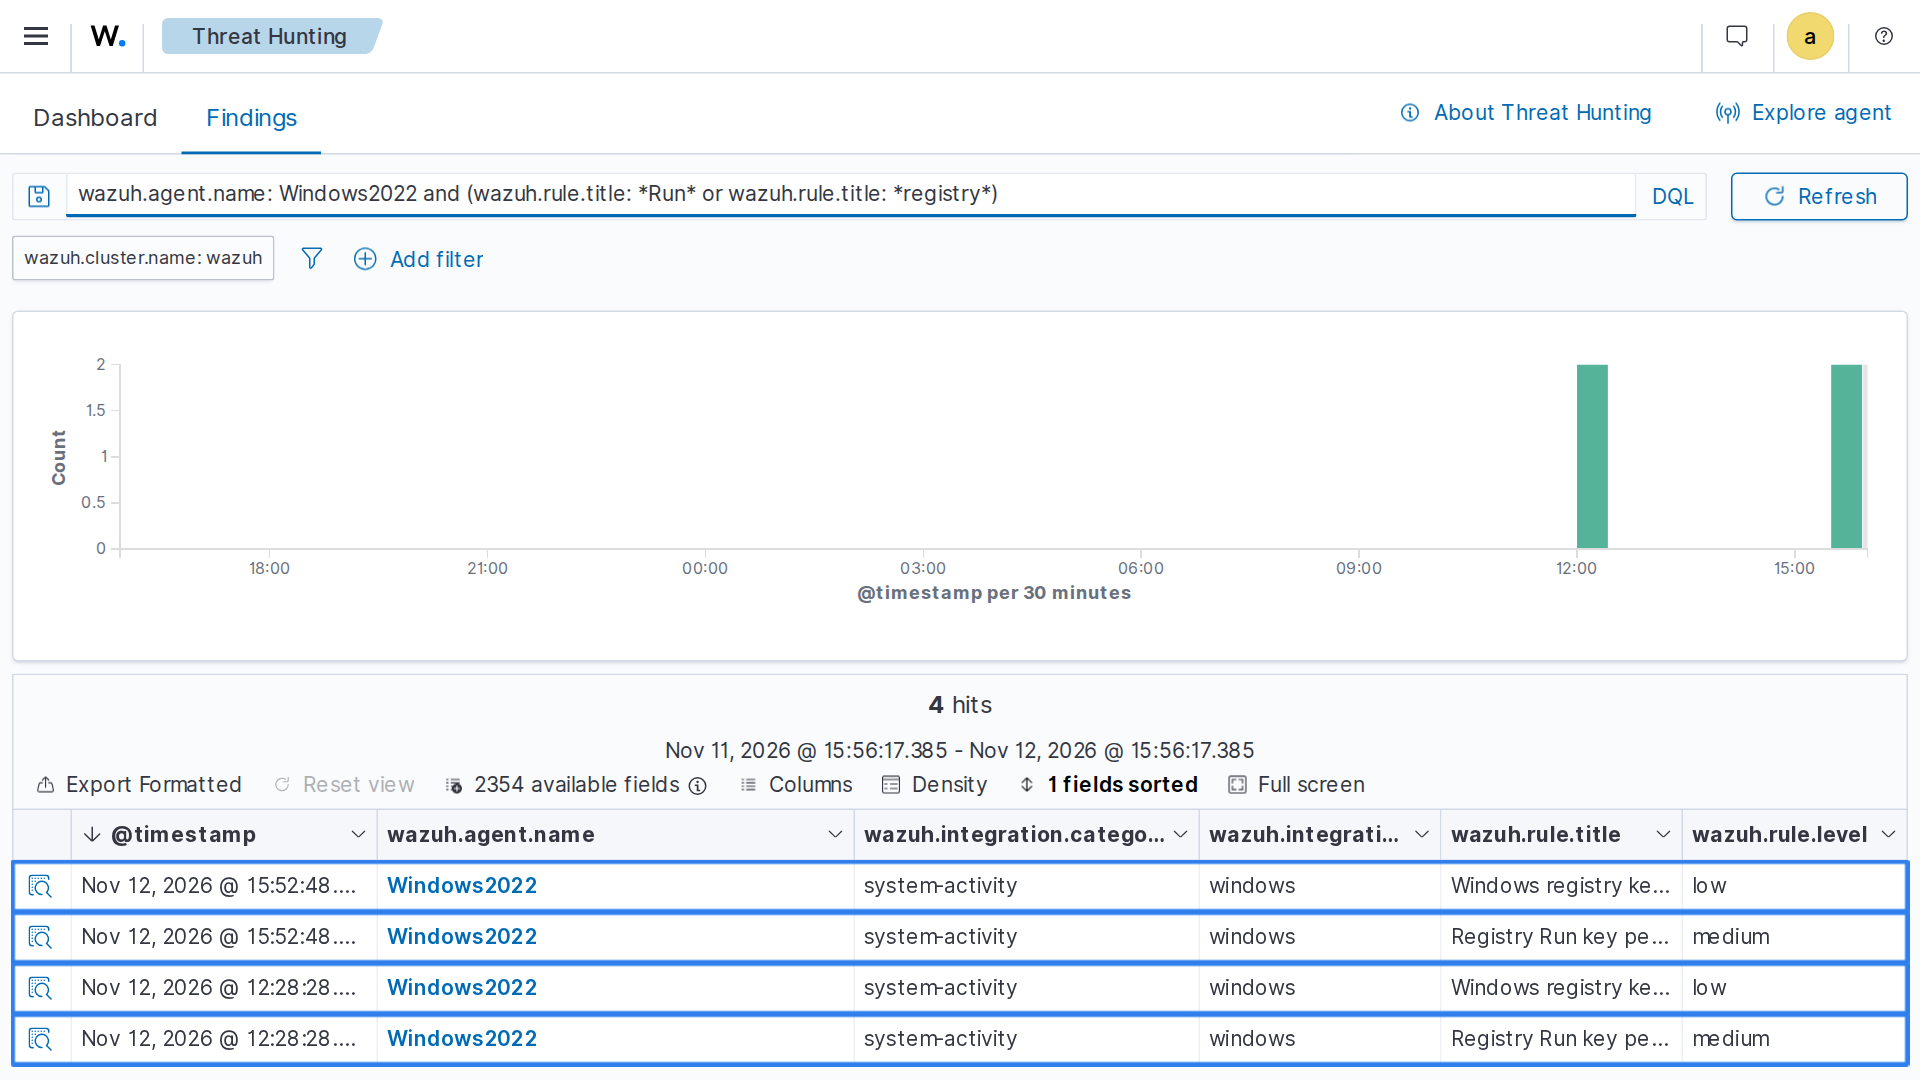 W. Threat Hunting a
Dashboard Findings About Threat Hunting Explore agent
wazuh.agent.name: Windows2022 and (wazuh.rule.title: *Run* or wazuh.rule.title: *registry*) DQL Refresh
wazuh.cluster.name: wazuh Add filter
2
1.5
1
0.5
0
Count
18:00 21:00 00:00 03:00 06:00 09:00 12:00 15:00
@timestamp per 30 minutes
4 hits
Nov 11, 2026 @ 15:56:17.385 - Nov 12, 2026 @ 15:56:17.385
Export Formatted Reset view 2354 available fields Columns Density 1 fields sorted Full screen
@timestamp wazuh.agent.name wazuh.integration.catego... wazuh.integrati... wazuh.rule.title wazuh.rule.level
Nov 12, 2026 @ 15:52:48.... Windows2022 system-activity windows Windows registry ke... low
Nov 12, 2026 @ 15:52:48.... Windows2022 system-activity windows Registry Run key pe... medium
Nov 12, 2026 @ 12:28:28.... Windows2022 system-activity windows Windows registry ke... low
Nov 12, 2026 @ 12:28:28.... Windows2022 system-activity windows Registry Run key pe... medium